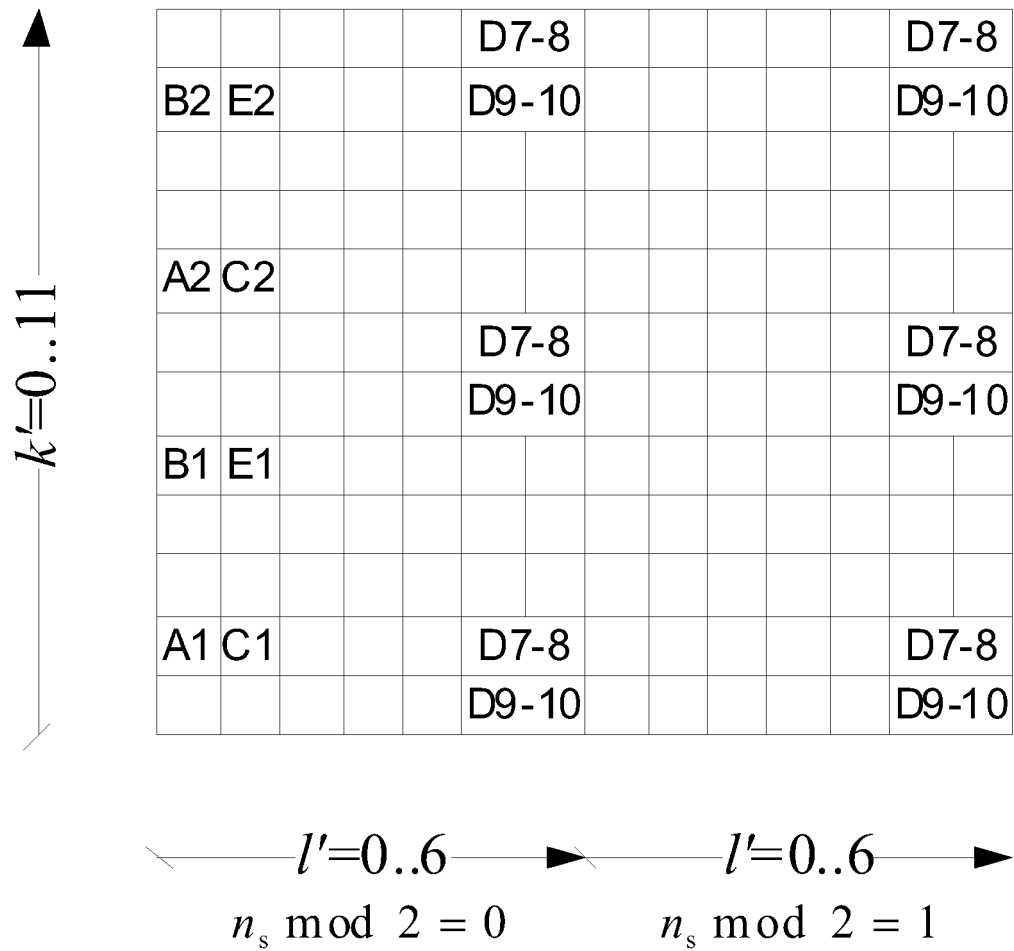 D7-8 D7-8
B2 E2 D9-10 D9-10
A2 C2
D7-8 D7-8
D9-10 D9-10
B1 E1
A1 C1 D7-8 D7-8
D9-10 D9-10
k'=0..11
l'=0..6 l'=0..6
nₛ mod 2 = 0 nₛ mod 2 = 1